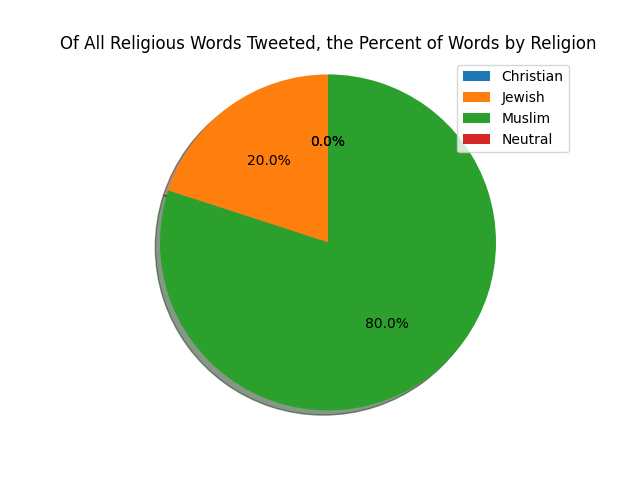 Of All Religious Words Tweeted, the Percent of Words by Religion
Christian
Jewish
Muslim
Neutral
0.0%
20.0%
80.0%